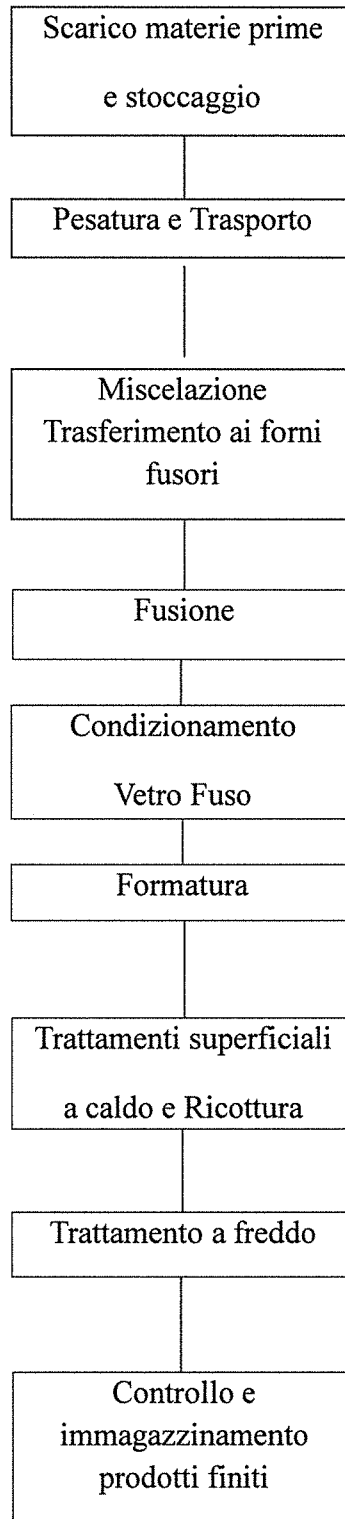 Scarico materie prime
e stoccaggio
Pesatura e Trasporto
Miscelazione
Trasferimento ai forni
fusori
Fusione
Condizionamento
Vetro Fuso
Formatura
Trattamenti superficiali
a caldo e Ricottura
Trattamento a freddo
Controllo e
immagazzinamento
prodotti finiti